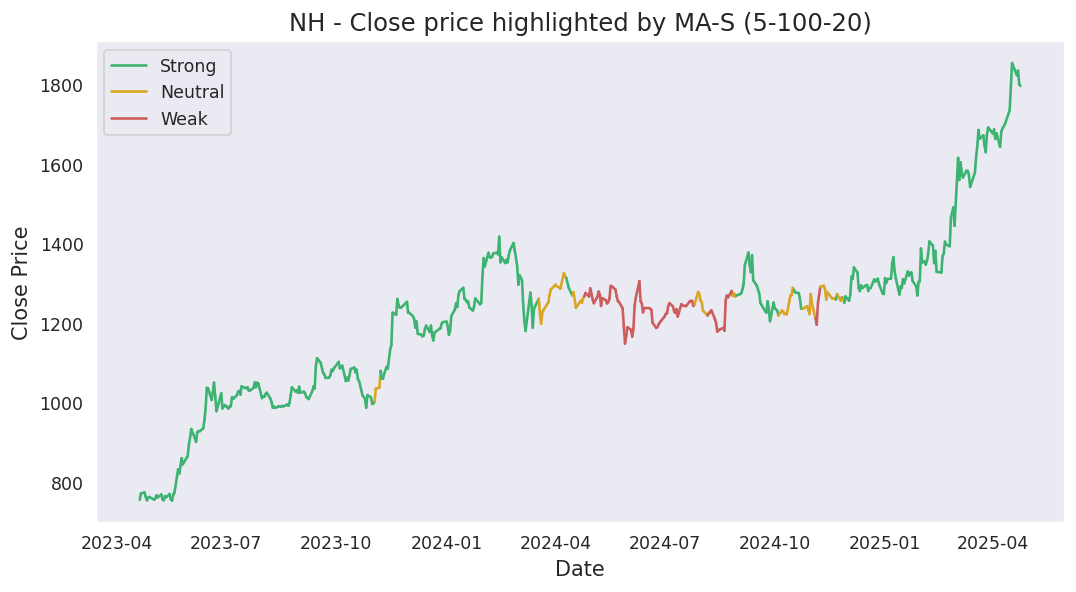 NH - Close price highlighted by MA-S (5-100-20)
Strong
Neutral
Weak
Close Price
1800
1600
1400
1200
1000
800
2023-04 2023-07 2023-10 2024-01 2024-04 2024-07 2024-10 2025-01 2025-04
Date